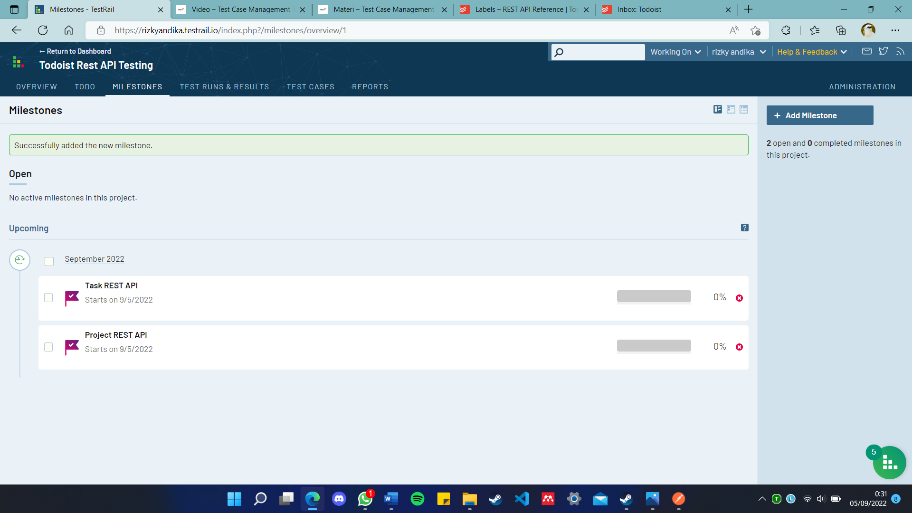 Milestones - TestRail
Video – Test Case Management
Materi – Test Case Management
Labels – REST API Reference | To
Inbox: Todoist
https://rizkyandika.testrail.io/index.php?/milestones/overview/1
← Return to Dashboard
Todoist Rest API Testing
Working On
rizky andika
Help & Feedback
OVERVIEW
TODO
MILESTONES
TEST RUNS & RESULTS
TEST CASES
REPORTS
ADMINISTRATION
Milestones
+ Add Milestone
Successfully added the new milestone.
2 open and 0 completed milestones in
this project.
Open
No active milestones in this project.
Upcoming
?
September 2022
Task REST API
Starts on 9/5/2022
0%
Project REST API
Starts on 9/5/2022
0%
5
1
0:31
05/09/2022